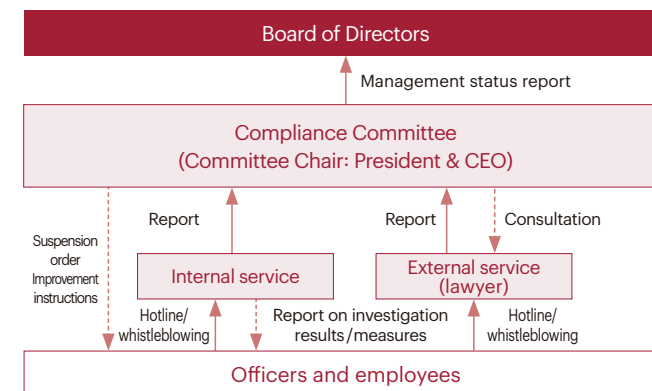 Board of Directors
Management status report
Compliance Committee
(Committee Chair: President & CEO)
Report
Report
Consultation
Suspension
order
Improvement
instructions
Internal service
External service
(lawyer)
Hotline/
whistleblowing
Report on investigation
results/measures
Hotline/
whistleblowing
Officers and employees